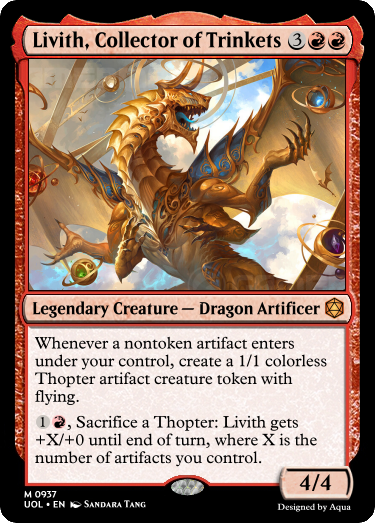 Livith, Collector of Trinkets 3
Legendary Creature — Dragon Artificer
Whenever a nontoken artifact enters
under your control, create a 1/1 colorless
Thopter artifact creature token with
flying.
1 , Sacrifice a Thopter: Livith gets
+X/+0 until end of turn, where X is the
number of artifacts you control.
4/4
M 0937
UOL • EN Sandara Tang
Designed by Aqua